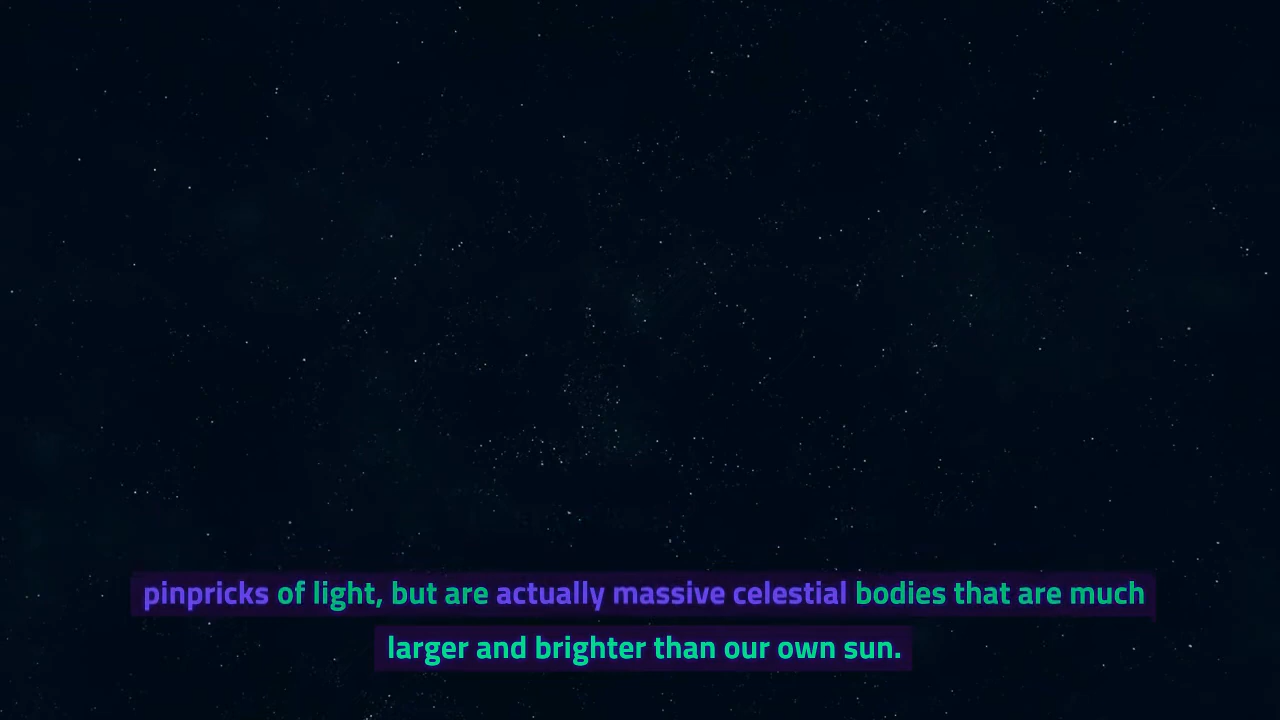 pinpricks of light, but are actually massive celestial bodies that are much
larger and brighter than our own sun.